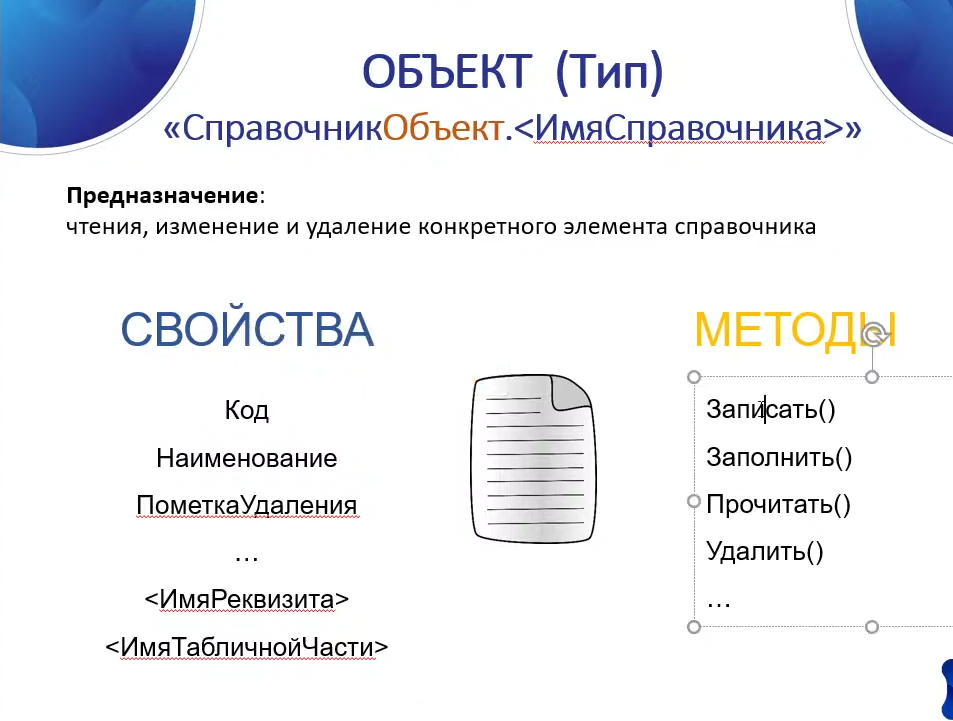 ОБЪЕКТ (Тип)
«СправочникОбъект.<ИмяСправочника>»
Предназначение:
чтения, изменение и удаление конкретного элемента справочника
СВОЙСТВА
Код
Наименование
ПометкаУдаления
…
<ИмяРеквизита>
<ИмяТабличнойЧасти>
МЕТОДЫ
Записать()
Заполнить()
Прочитать()
Удалить()
…